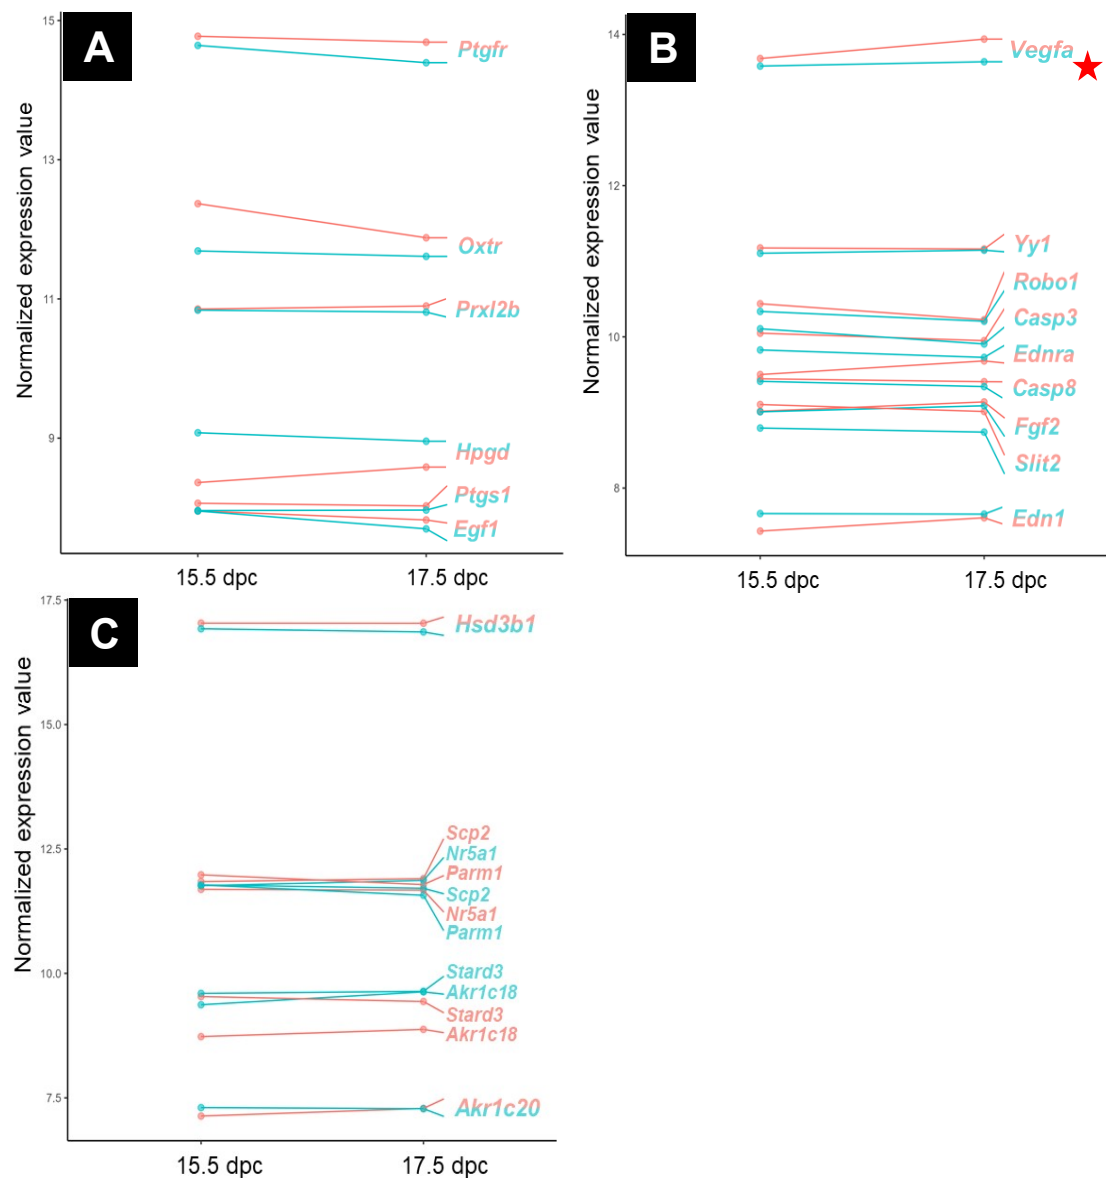 A
Normalized expression value
15
13
11
9
Ptgfr
Oxtr
Prxl2b
Hpgd
Ptgs1
Egf1
15.5 dpc 17.5 dpc
B
Normalized expression value
14
12
10
8
Vegfa
Yy1
Robo1
Casp3
Ednra
Casp8
Fgf2
Slit2
Edn1
15.5 dpc 17.5 dpc
C
Normalized expression value
17.5
15.0
12.5
10.0
7.5
Hsd3b1
Scp2
Nr5a1
Parm1
Scp2
Nr5a1
Parm1
Stard3
Akr1c18
Stard3
Akr1c18
Akr1c20
15.5 dpc 17.5 dpc